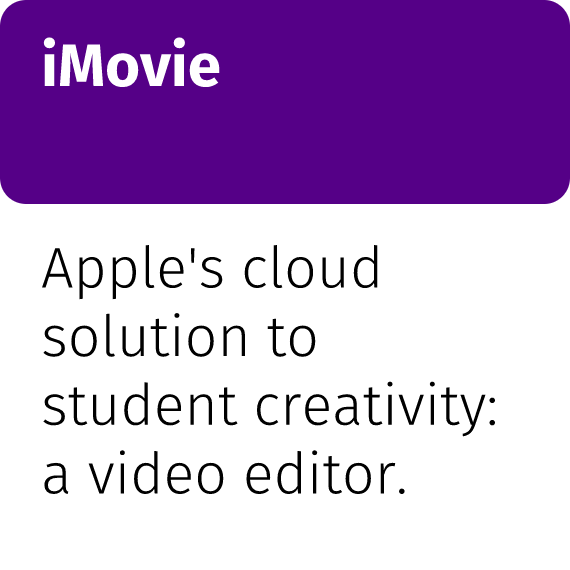 iMovie
Apple's cloud
solution to
student creativity:
a video editor.